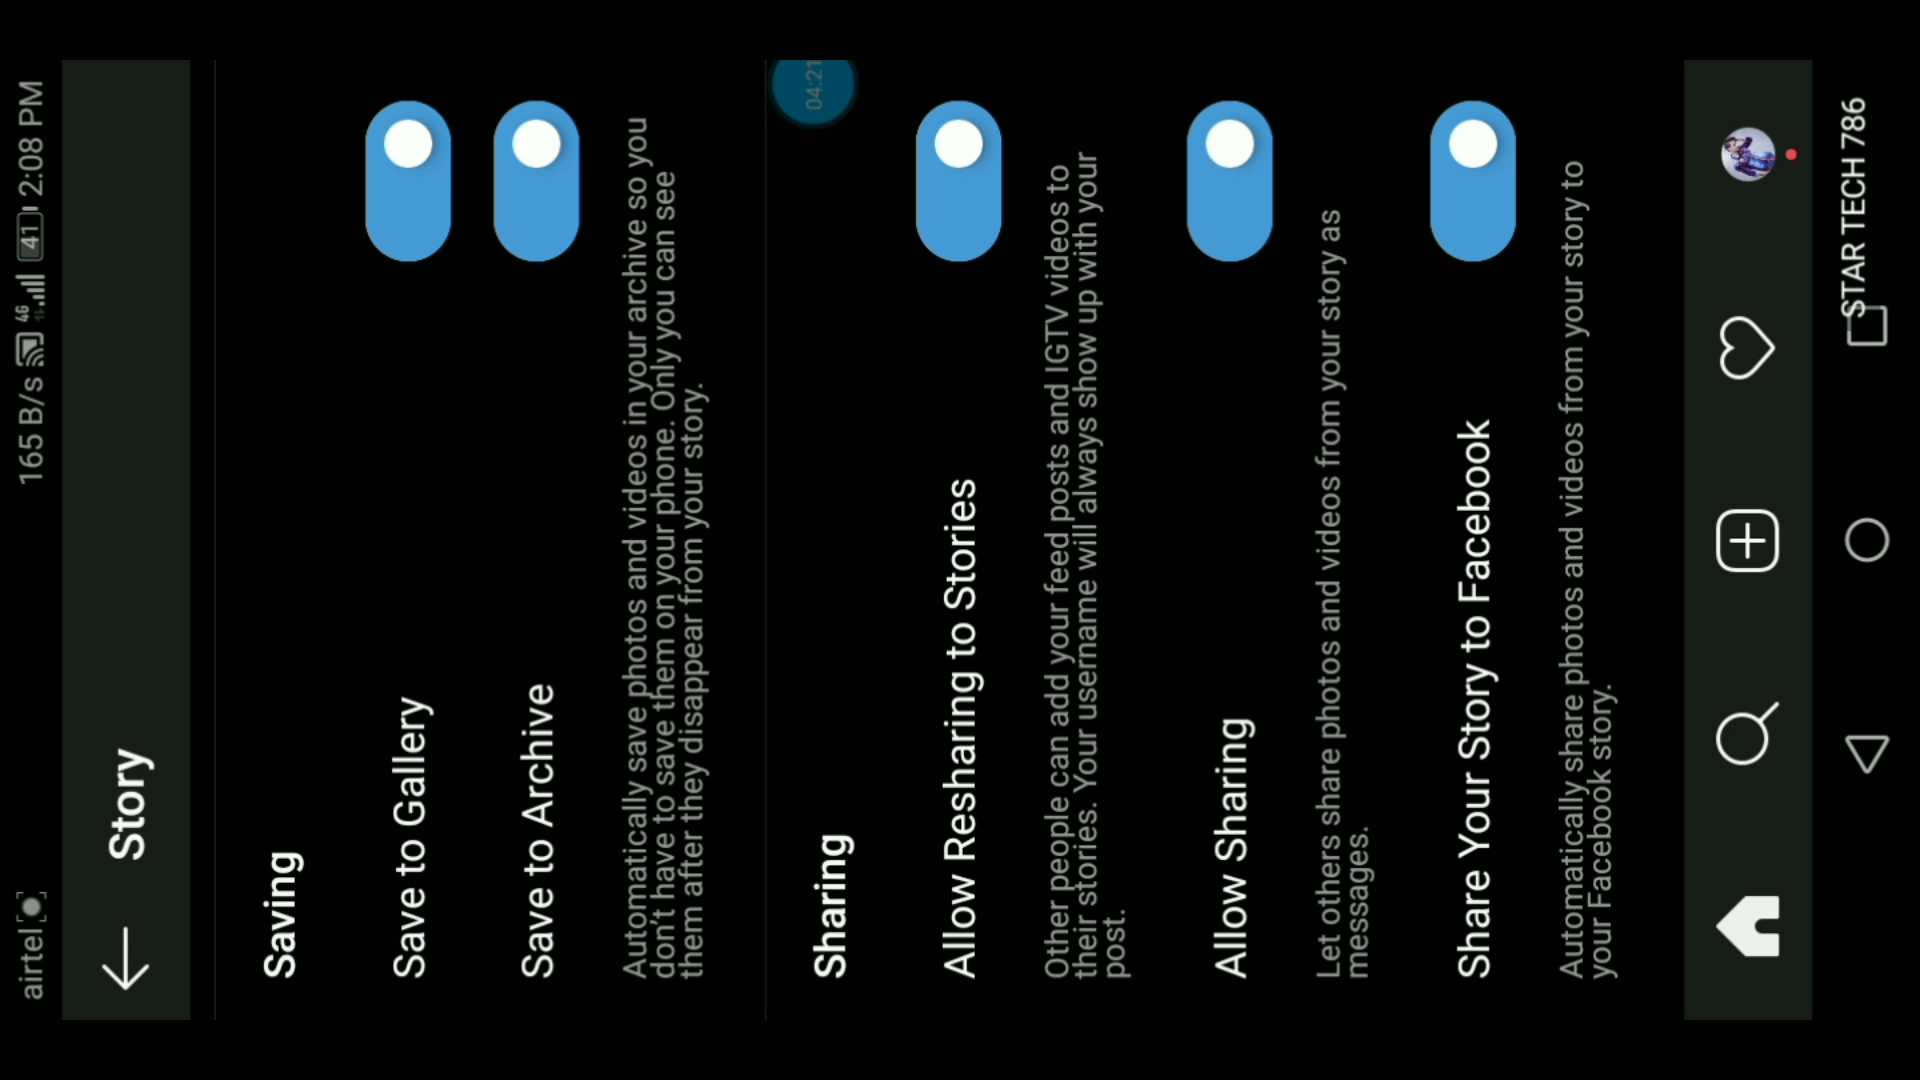 airtel 165 B/s 4G 41 2:08 PM
Story
Saving
Save to Gallery
Save to Archive
Automatically save photos and videos in your archive so you
don't have to save them on your phone. Only you can see
them after they disappear from your story.
04:21
Sharing
Allow Resharing to Stories
Other people can add your feed posts and IGTV videos to
their stories. Your username will always show up with your
post.
Allow Sharing
Let others share photos and videos from your story as
messages.
Share Your Story to Facebook
Automatically share photos and videos from your story to
your Facebook story.
STAR TECH 786